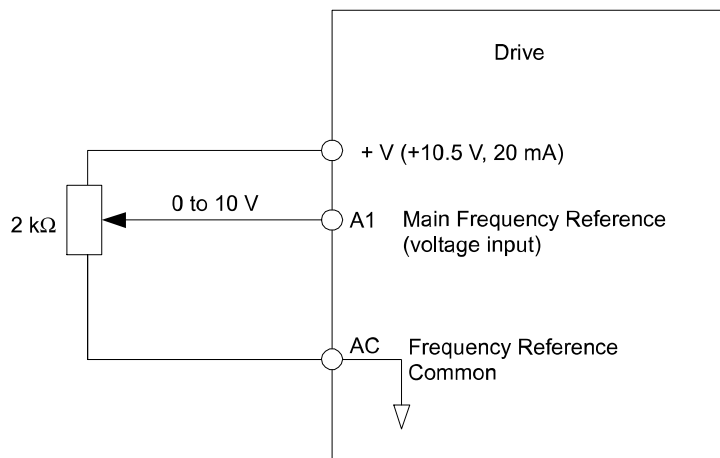 Drive
+ V (+10.5 V, 20 mA)
0 to 10 V
2 kΩ
A1
Main Frequency Reference
(voltage input)
AC
Frequency Reference
Common